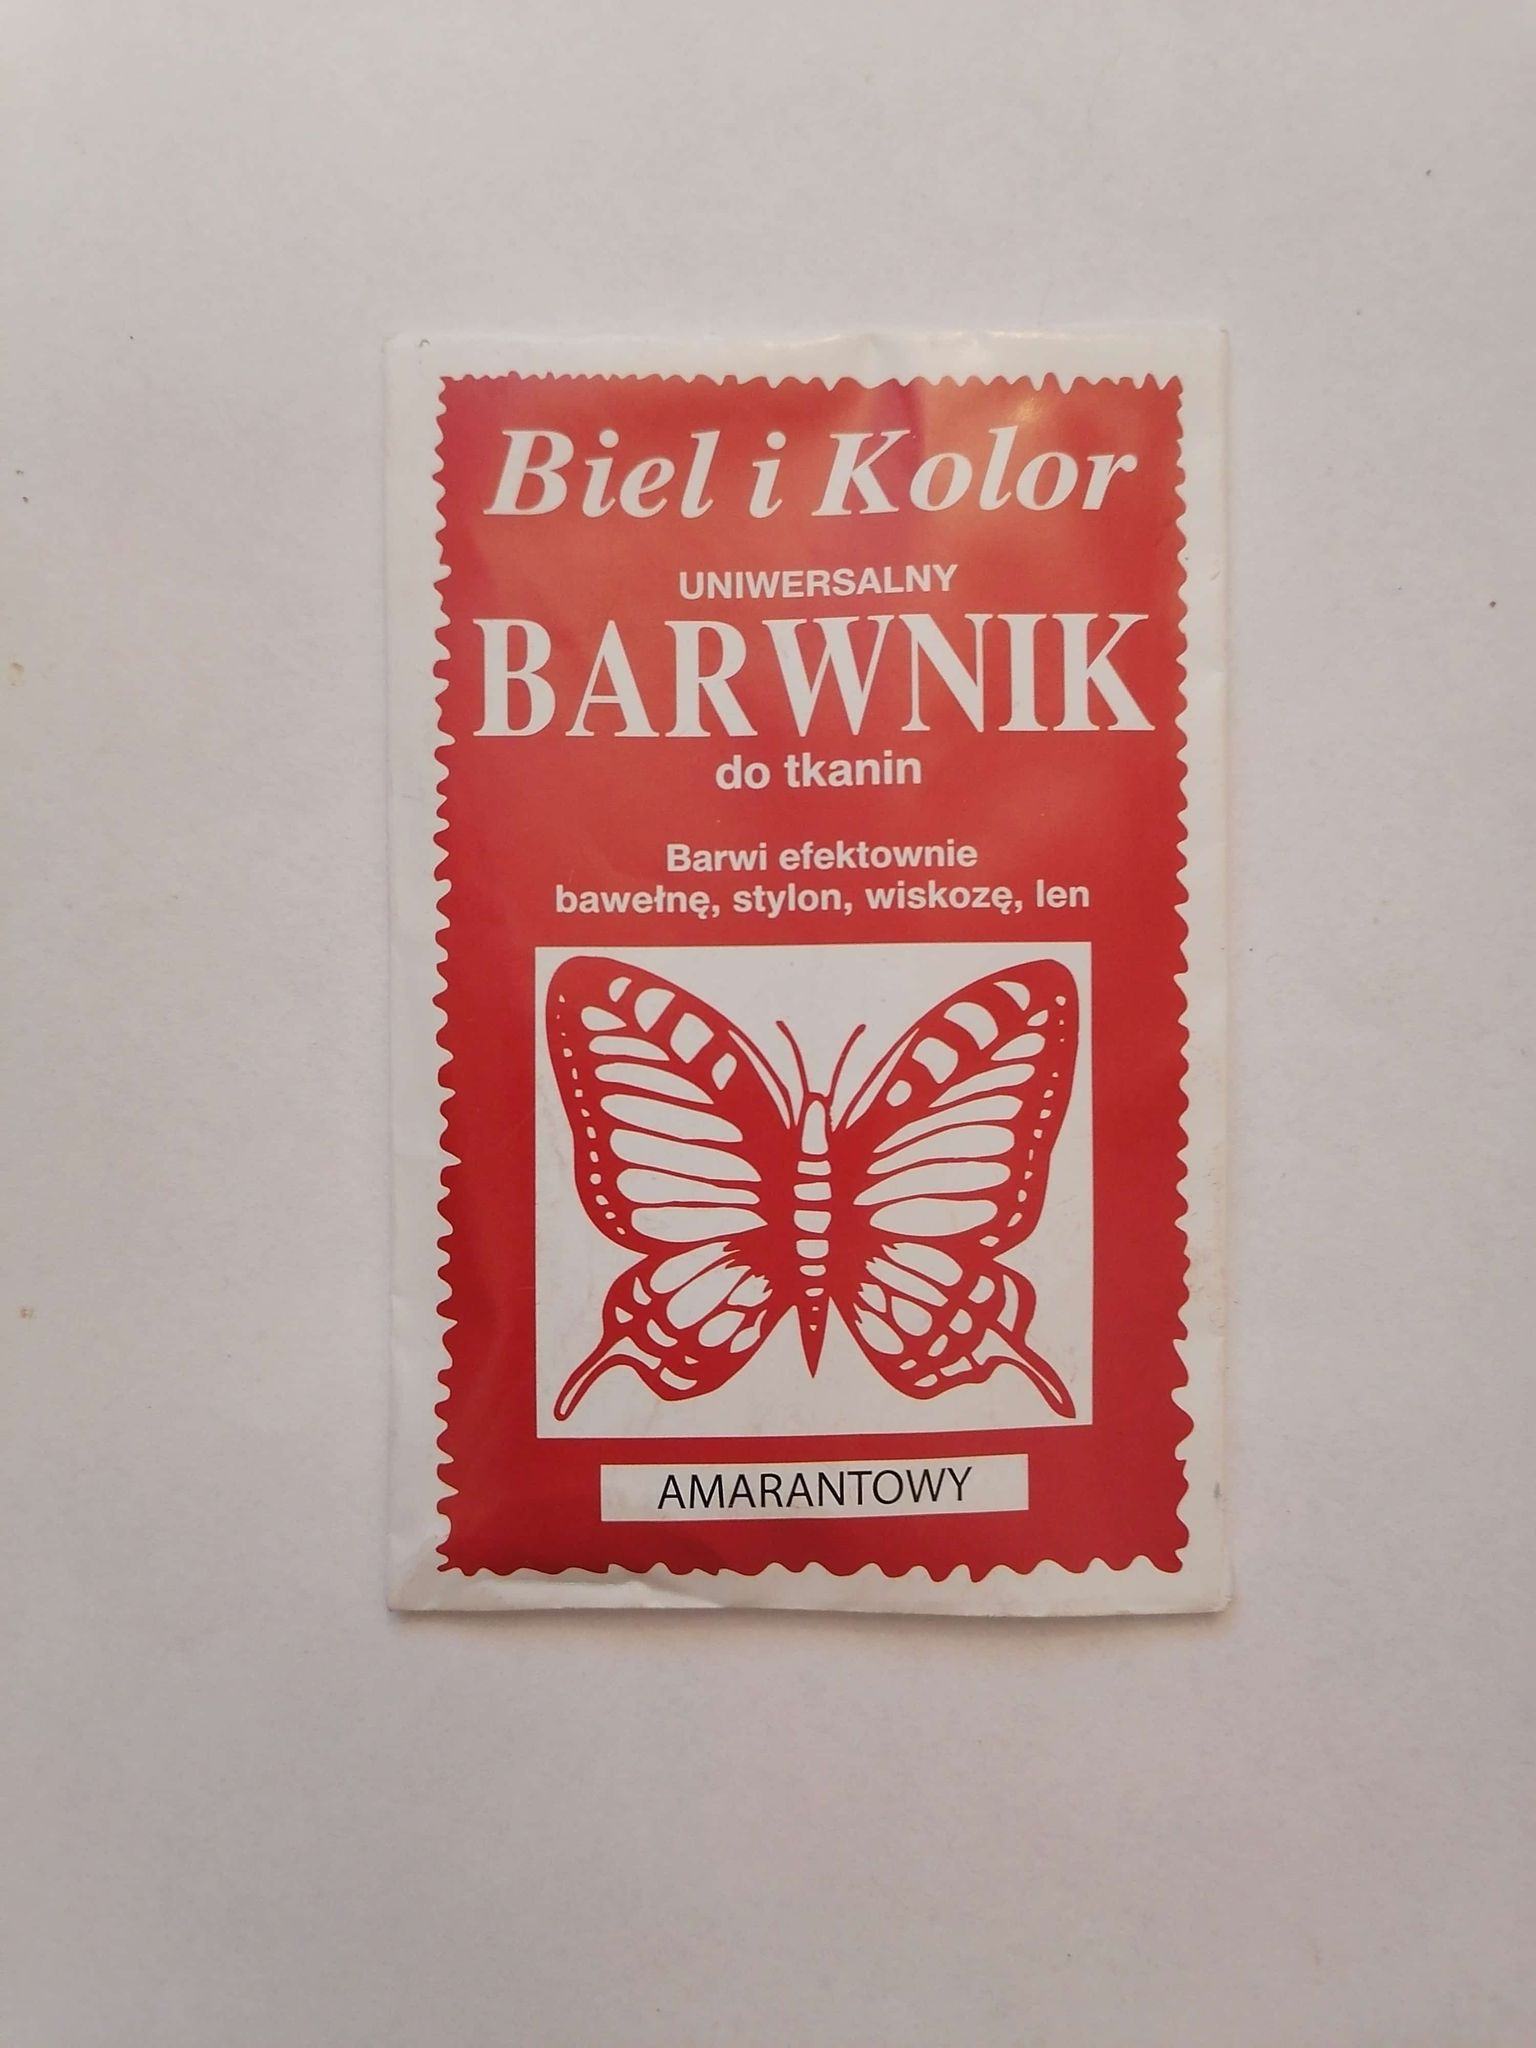 Biel i Kolor
UNIWERSALNY
BARWNIK
do tkanin
Barwi efektownie
bawełnę, stylon, wiskozę, len
AMARANTOWY